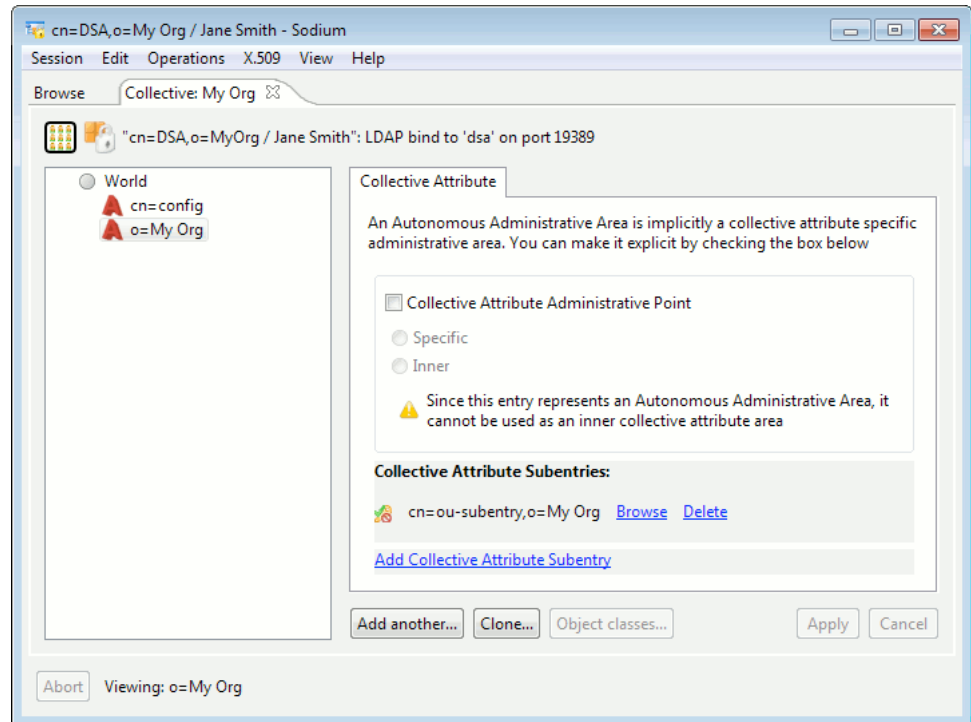 cn=DSA,o=My Org / Jane Smith - Sodium
Session Edit Operations X.509 View Help
Browse Collective: My Org
"cn=DSA,o=MyOrg / Jane Smith": LDAP bind to 'dsa' on port 19389
World
cn=config
o=My Org
Collective Attribute
An Autonomous Administrative Area is implicitly a collective attribute specific
administrative area. You can make it explicit by checking the box below
Collective Attribute Administrative Point
Specific
Inner
Since this entry represents an Autonomous Administrative Area, it
cannot be used as an inner collective attribute area
Collective Attribute Subentries:
cn=ou-subentry,o=My Org Browse Delete
Add Collective Attribute Subentry
Add another... Clone... Object classes... Apply Cancel
Abort Viewing: o=My Org